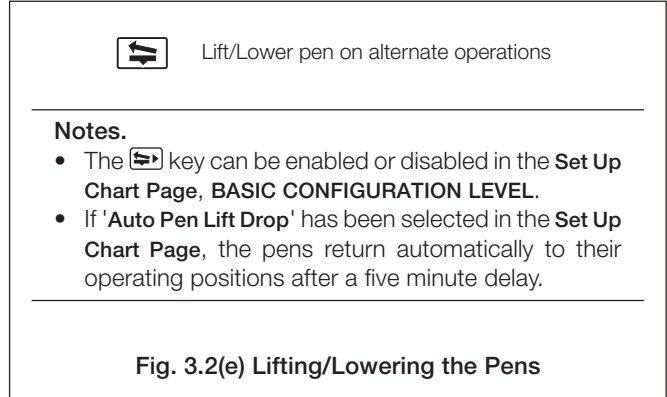 Lift/Lower pen on alternate operations
Notes.
• The key can be enabled or disabled in the Set Up
Chart Page, BASIC CONFIGURATION LEVEL.
• If 'Auto Pen Lift Drop' has been selected in the Set Up
Chart Page, the pens return automatically to their
operating positions after a five minute delay.
Fig. 3.2(e) Lifting/Lowering the Pens